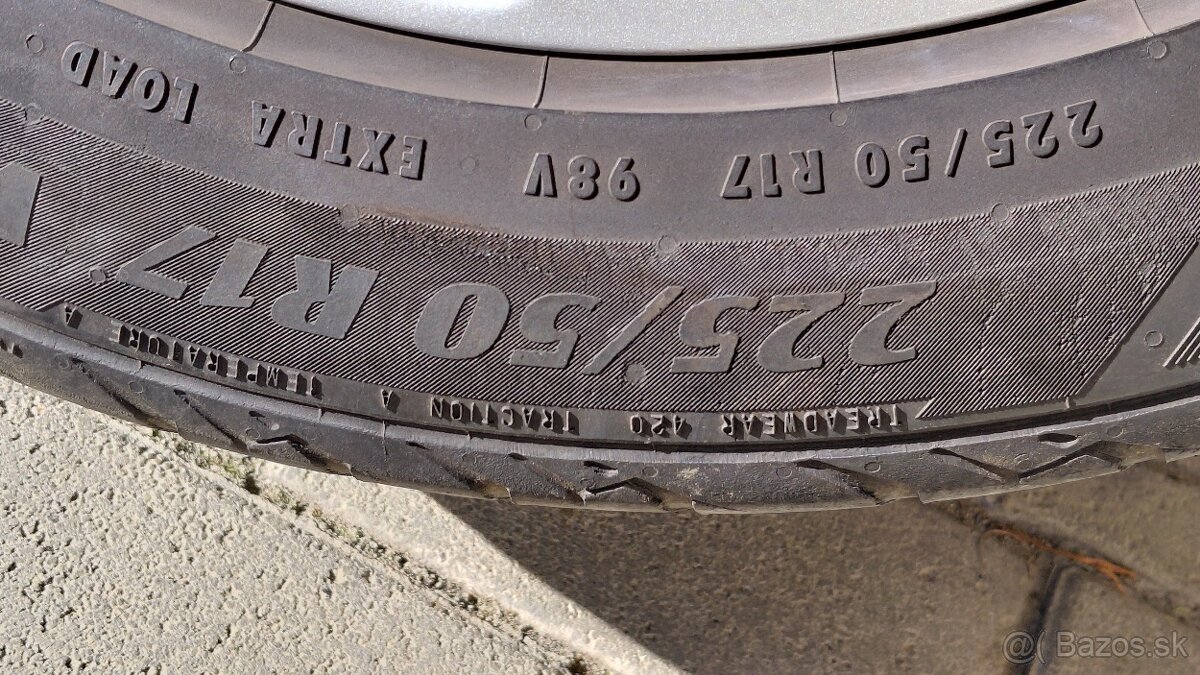 225/50 R17 98V EXTRA LOAD
225/50 R17
TREADWEAR 420 TRACTION A TEMPERATURE A
@( Bazos.sk